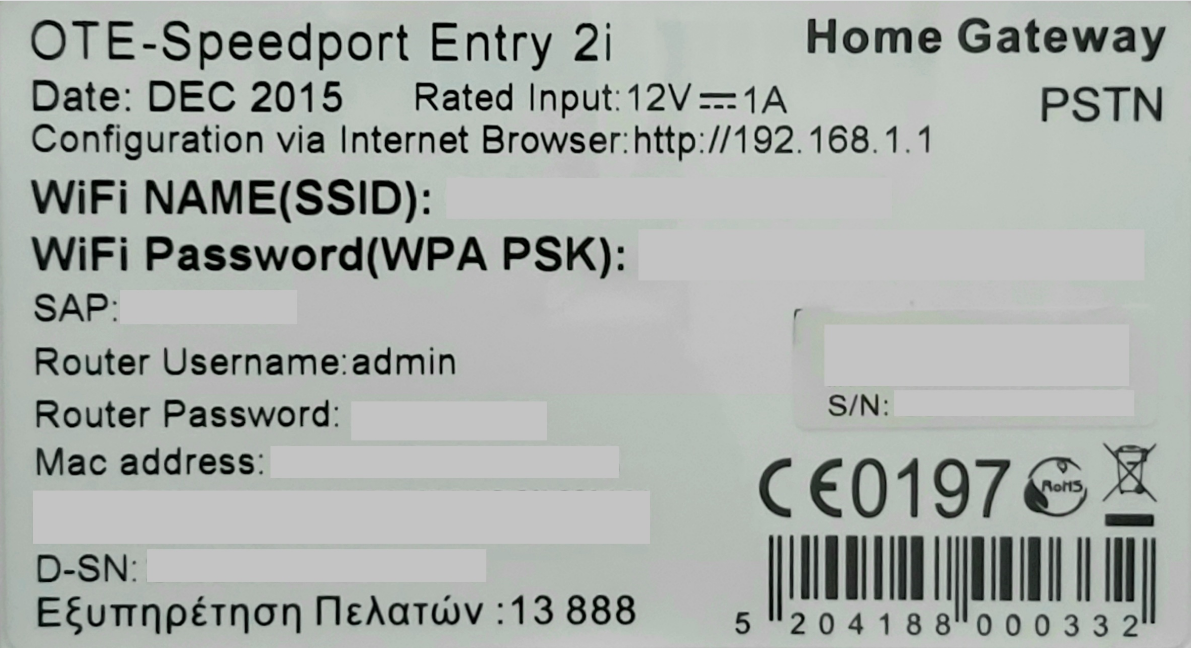 OTE-Speedport Entry 2i
Home Gateway
Date: DEC 2015 Rated Input:12V⎓1A
PSTN
Configuration via Internet Browser:http://192.168.1.1
WiFi NAME(SSID):
WiFi Password(WPA PSK):
SAP:
Router Username:admin
Router Password:
S/N:
Mac address:
CE0197 RoHS
D-SN:
Εξυπηρέτηση Πελατών :13 888
5 204188 000332